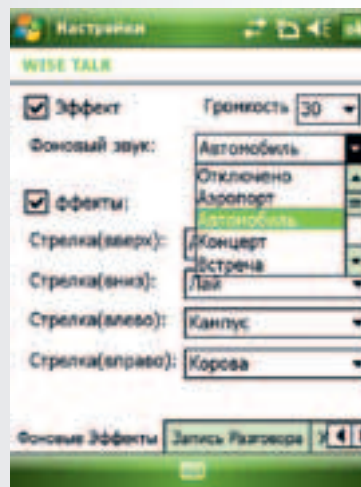 Настройки
WISE TALK
Эффект Громкость 30
Фоновый звук: Автомобиль
Отключено
Аэропорт
Автомобиль
Концерт
Встреча
ффекты:
Стрелка(вверх):
Стрелка(вниз): Лай
Стрелка(влево): Кампус
Стрелка(вправо): Корова
Фоновые Эффекты Запись Разговора